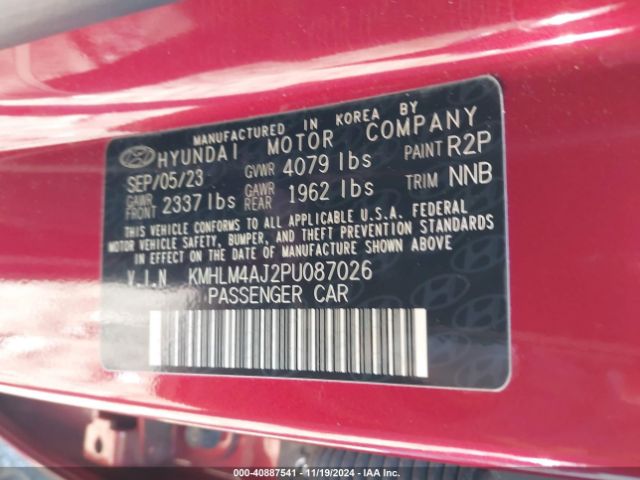 MANUFACTURED IN KOREA BY
HYUNDAI MOTOR COMPANY
SEP/05/23 GVWR 4079 lbs PAINT R2P
GAWR FRONT 2337 lbs GAWR REAR 1962 lbs TRIM NNB
THIS VEHICLE CONFORMS TO ALL APPLICABLE U.S.A. FEDERAL
MOTOR VEHICLE SAFETY, BUMPER, AND THEFT PREVENTION STANDARDS
IN EFFECT ON THE DATE OF MANUFACTURE SHOWN ABOVE.
V.I.N KMHLM4AJ2PU087026
PASSENGER CAR
000-40887541 - 11/19/2024 - IAA Inc.